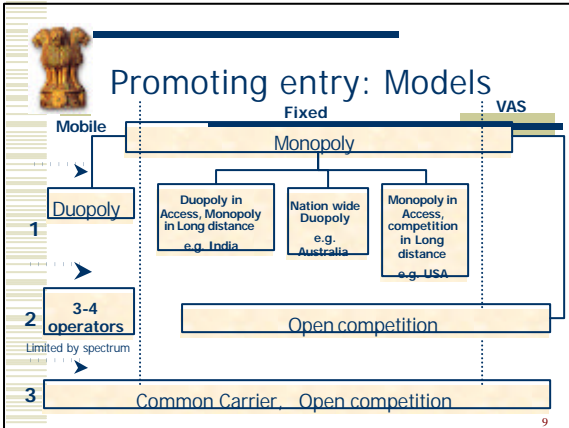 Promoting entry: Models
VAS
Fixed
Mobile
Monopoly
Duopoly
Duopoly in
Access, Monopoly
in Long distance
e.g. India
Nation wide
Duopoly
e.g.
Australia
Monopoly in
Access,
competition
in Long
distance
e.g. USA
1
2
3-4
operators
Limited by spectrum
Open competition
3
Common Carrier, Open competition
9